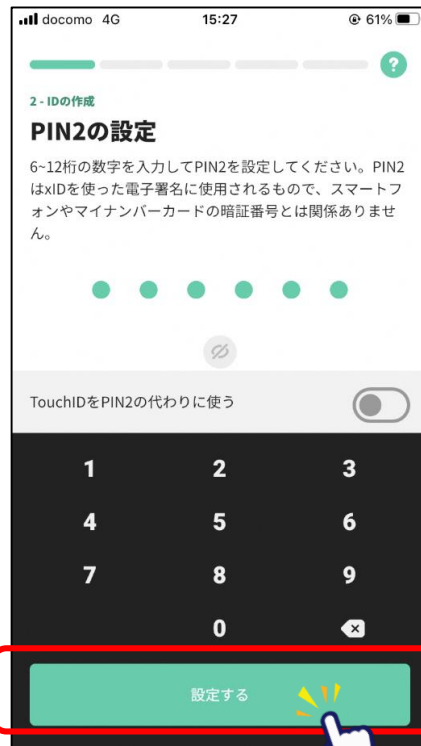 docomo 4G 15:27 61%
?
2 - IDの作成
PIN2の設定
6~12桁の数字を入力してPIN2を設定してください。PIN2
はxIDを使った電子署名に使用されるもので、スマートフ
ォンやマイナンバーカードの暗証番号とは関係ありませ
ん。
TouchIDをPIN2の代わりに使う
1 2 3
4 5 6
7 8 9
0
設定する